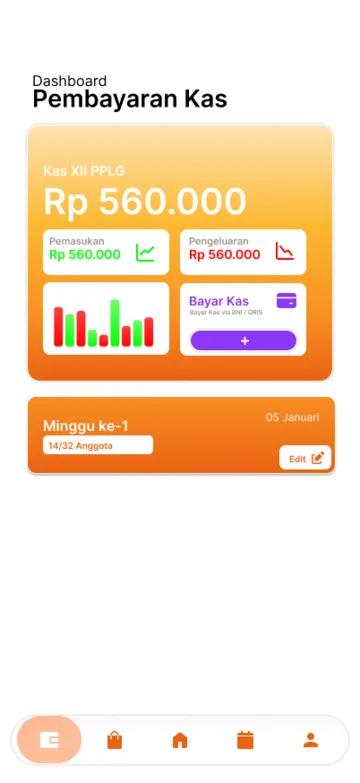 Dashboard
Pembayaran Kas
Kas XII PPLG
Rp 560.000
Pemasukan
Rp 560.000
Pengeluaran
Rp 560.000
Bayar Kas
Bayar Kas via BNI / QRIS
+
Minggu ke-1
05 Januari
14/32 Anggota
Edit